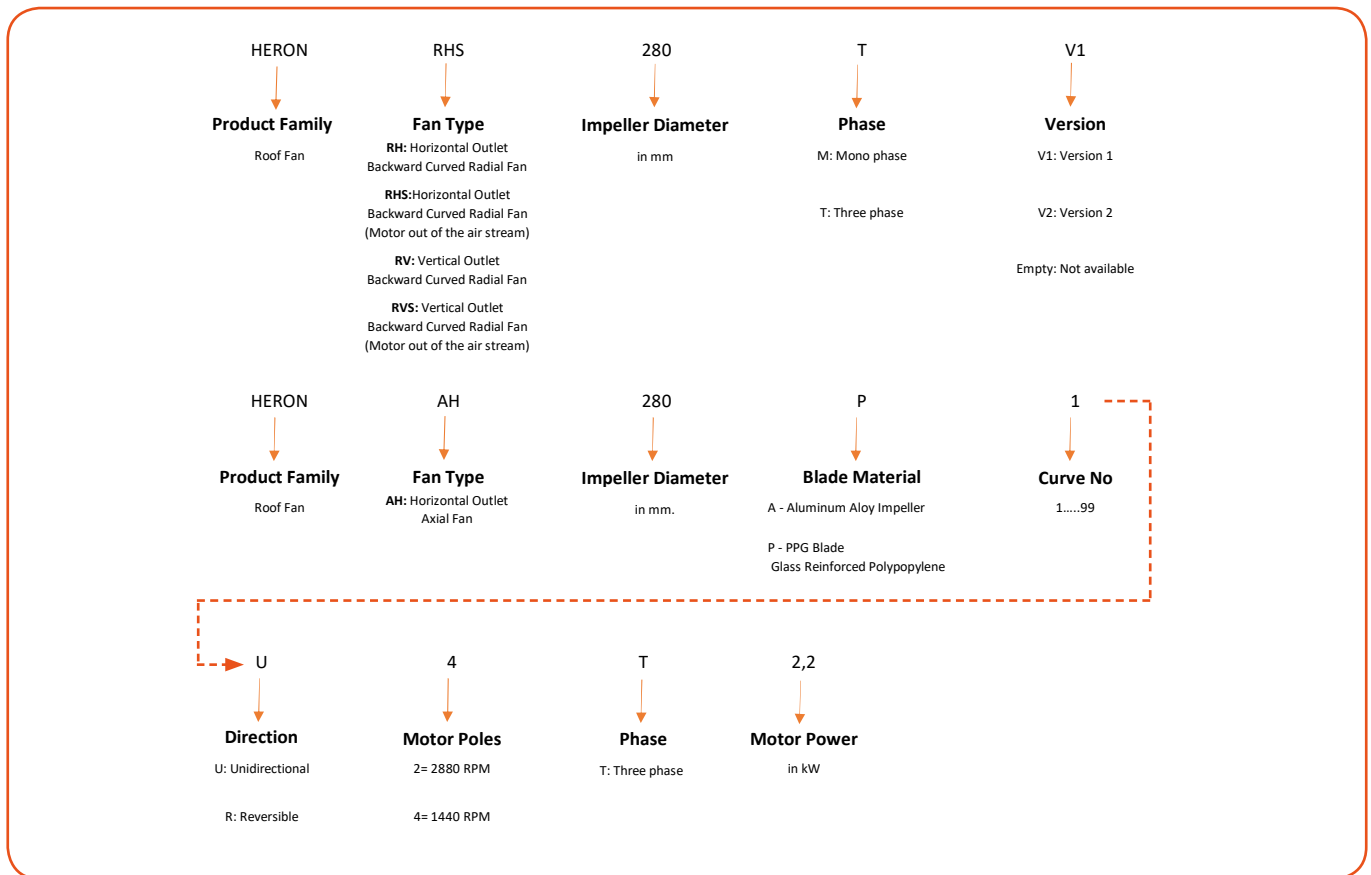 HERON RHS 280 T V1
Product Family Fan Type Impeller Diameter Phase Version
Roof Fan RH: Horizontal Outlet in mm M: Mono phase V1: Version 1
Backward Curved Radial Fan
RHS:Horizontal Outlet
Backward Curved Radial Fan T: Three phase V2: Version 2
(Motor out of the air stream)
RV: Vertical Outlet
Backward Curved Radial Fan Empty: Not available
RVS: Vertical Outlet
Backward Curved Radial Fan
(Motor out of the air stream)
HERON AH 280 P 1
Product Family Fan Type Impeller Diameter Blade Material Curve No
Roof Fan AH: Horizontal Outlet in mm. A - Aluminum Aloy Impeller 1.....99
Axial Fan
P - PPG Blade
Glass Reinforced Polypopylene
U 4 T 2,2
Direction Motor Poles Phase Motor Power
U: Unidirectional 2= 2880 RPM T: Three phase in kW
R: Reversible 4= 1440 RPM